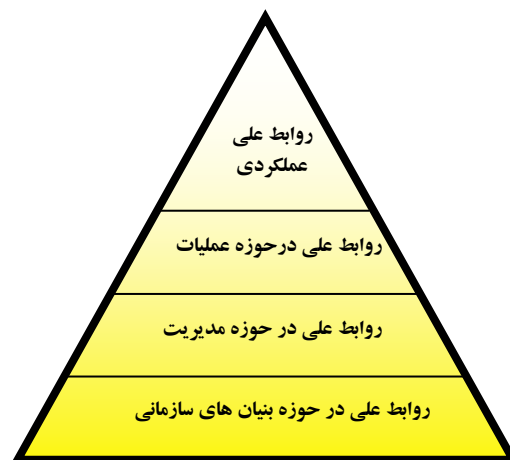 روابط علی
عملکردی
روابط علی درحوزه عملیات
روابط علی در حوزه مدیریت
روابط علی در حوزه بنیان های سازمانی